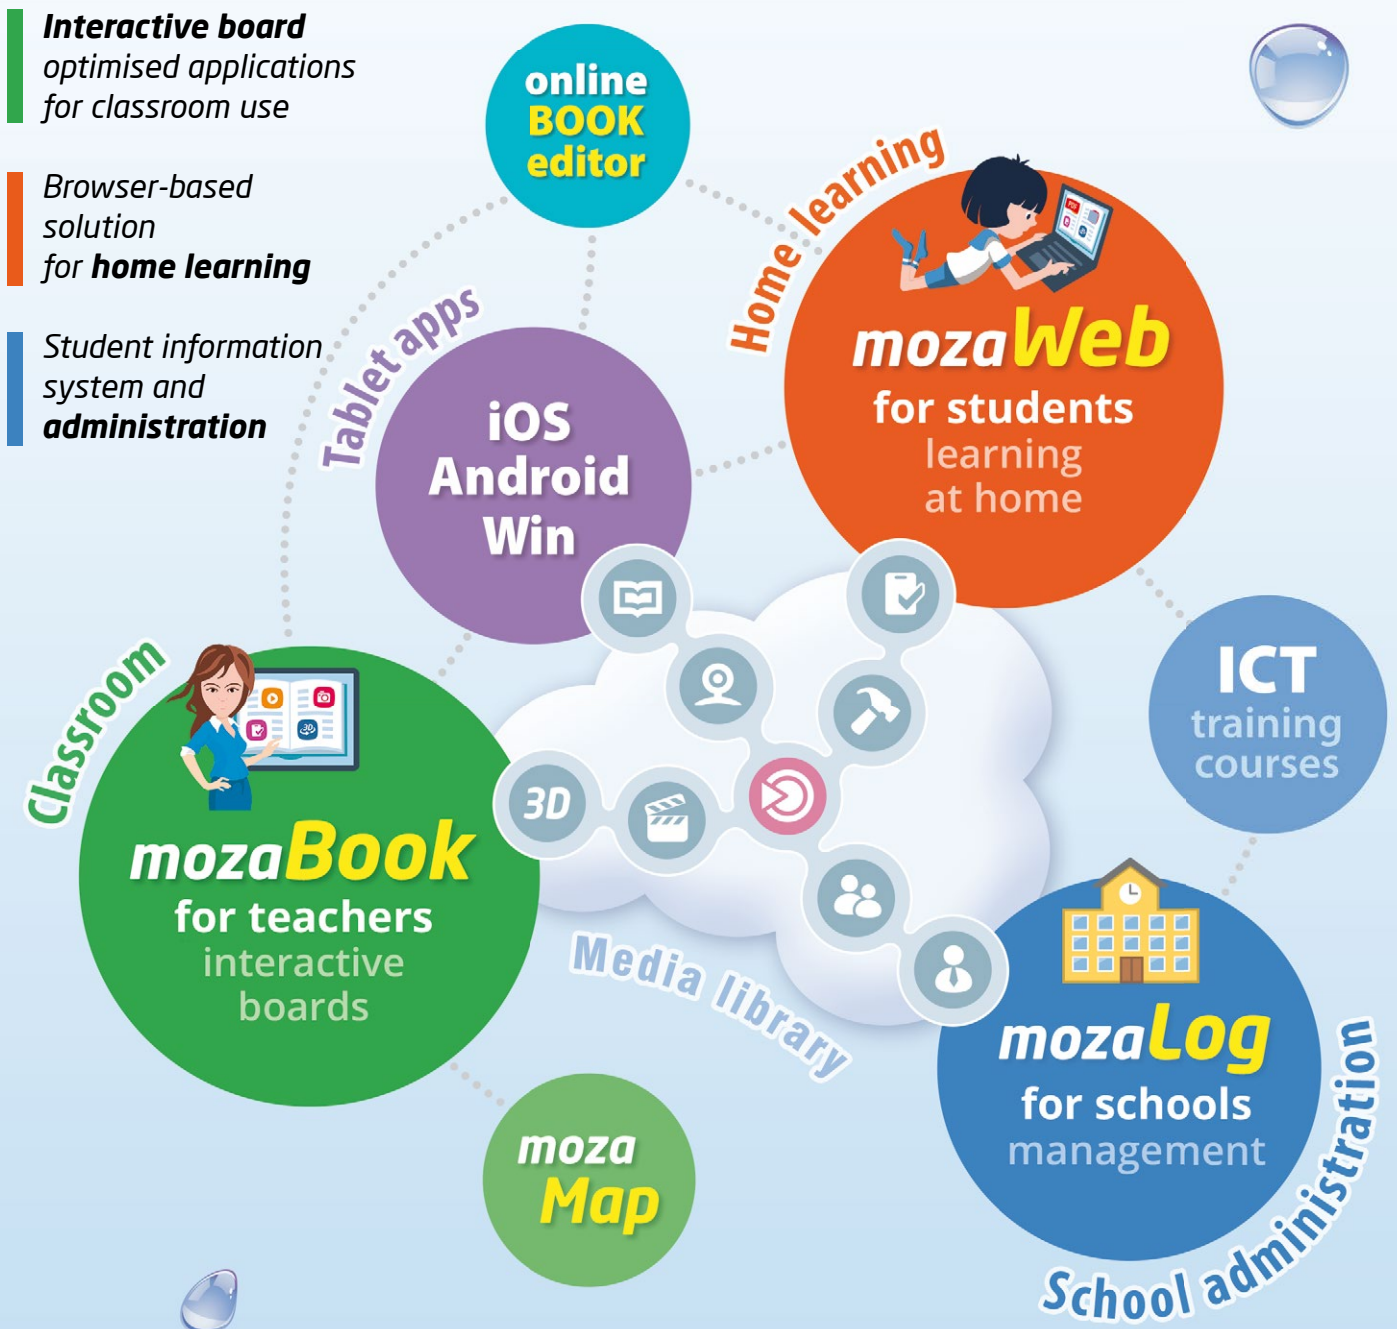 Interactive board
optimised applications
for classroom use
Browser-based
solution
for home learning
Student information
system and
administration
online
BOOK
editor
Home learning
PDF
mozaWeb
for students
learning
at home
Tablet apps
iOS
Android
Win
ICT
training
courses
Classroom
3D
mozaBook
for teachers
interactive
boards
3D
Media library
mozaLog
for schools
management
School administration
moza
Map